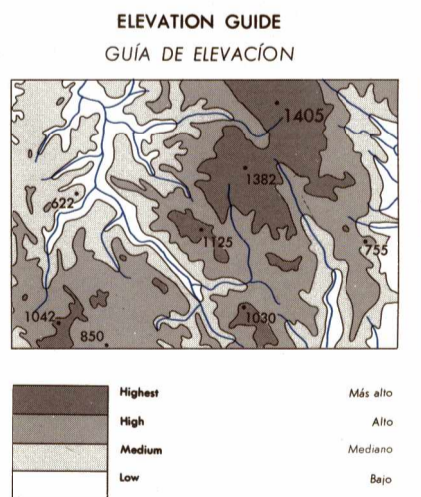 ELEVATION GUIDE
GUÍA DE ELEVACÍON
1405
1382
622
1125
755
1042
1030
850
Highest Más alto
High Alto
Medium Mediano
Low Bajo